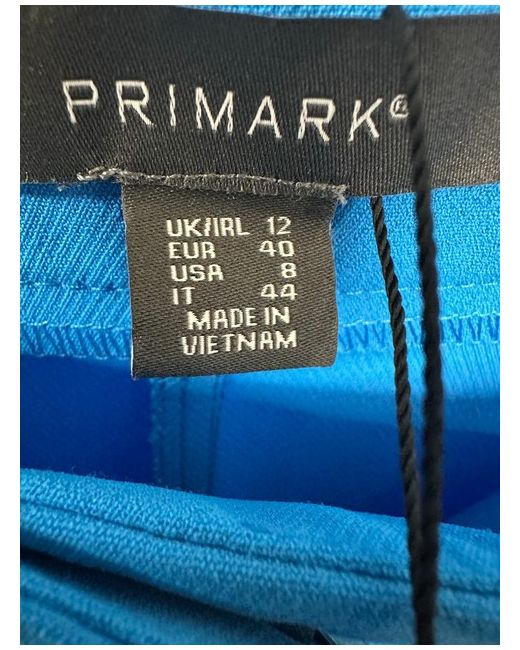 PRIMARK®
UK/IRL 12
EUR 40
USA 8
IT 44
MADE IN
VIETNAM